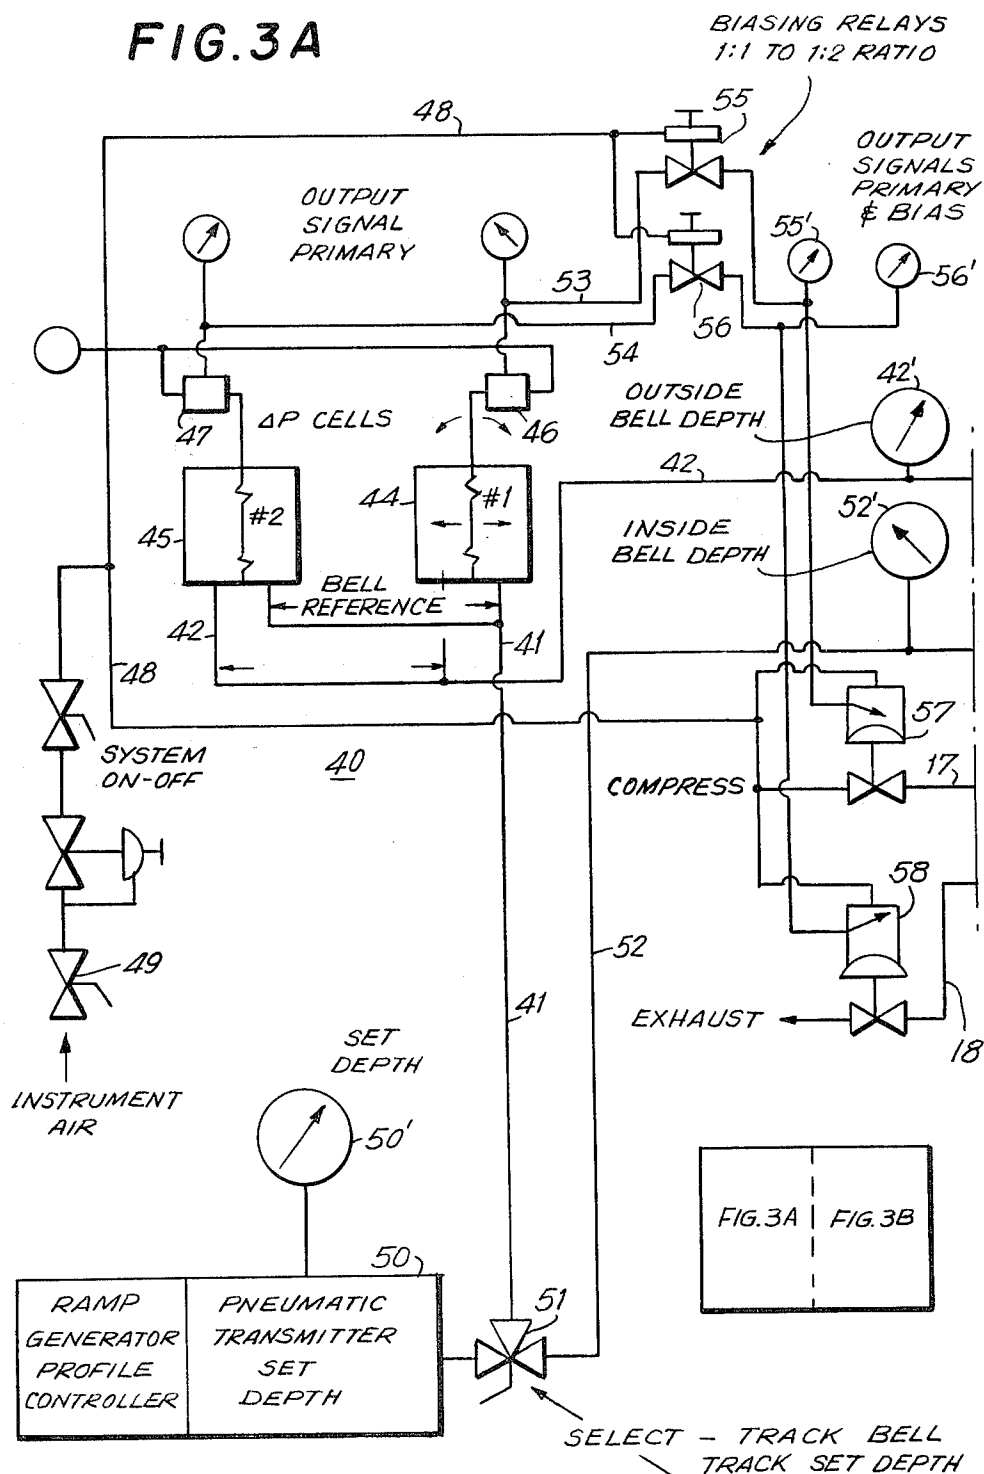 FIG.3A
BIASING RELAYS
1:1 TO 1:2 RATIO
48
55
OUTPUT
SIGNALS
PRIMARY
& BIAS
OUTPUT
SIGNAL
PRIMARY
55'
56'
53
56
54
OUTSIDE
BELL DEPTH
42'
47
ΔP CELLS
46
42
44
#1
#2
45
52'
INSIDE
BELL DEPTH
BELL
REFERENCE
42
41
48
SYSTEM
ON-OFF
40
57
COMPRESS
17
58
49
52
41
EXHAUST
18
INSTRUMENT
AIR
SET
DEPTH
50'
FIG.3A
FIG.3B
50
51
RAMP
GENERATOR
PROFILE
CONTROLLER
PNEUMATIC
TRANSMITTER
SET
DEPTH
SELECT - TRACK BELL
TRACK SET DEPTH